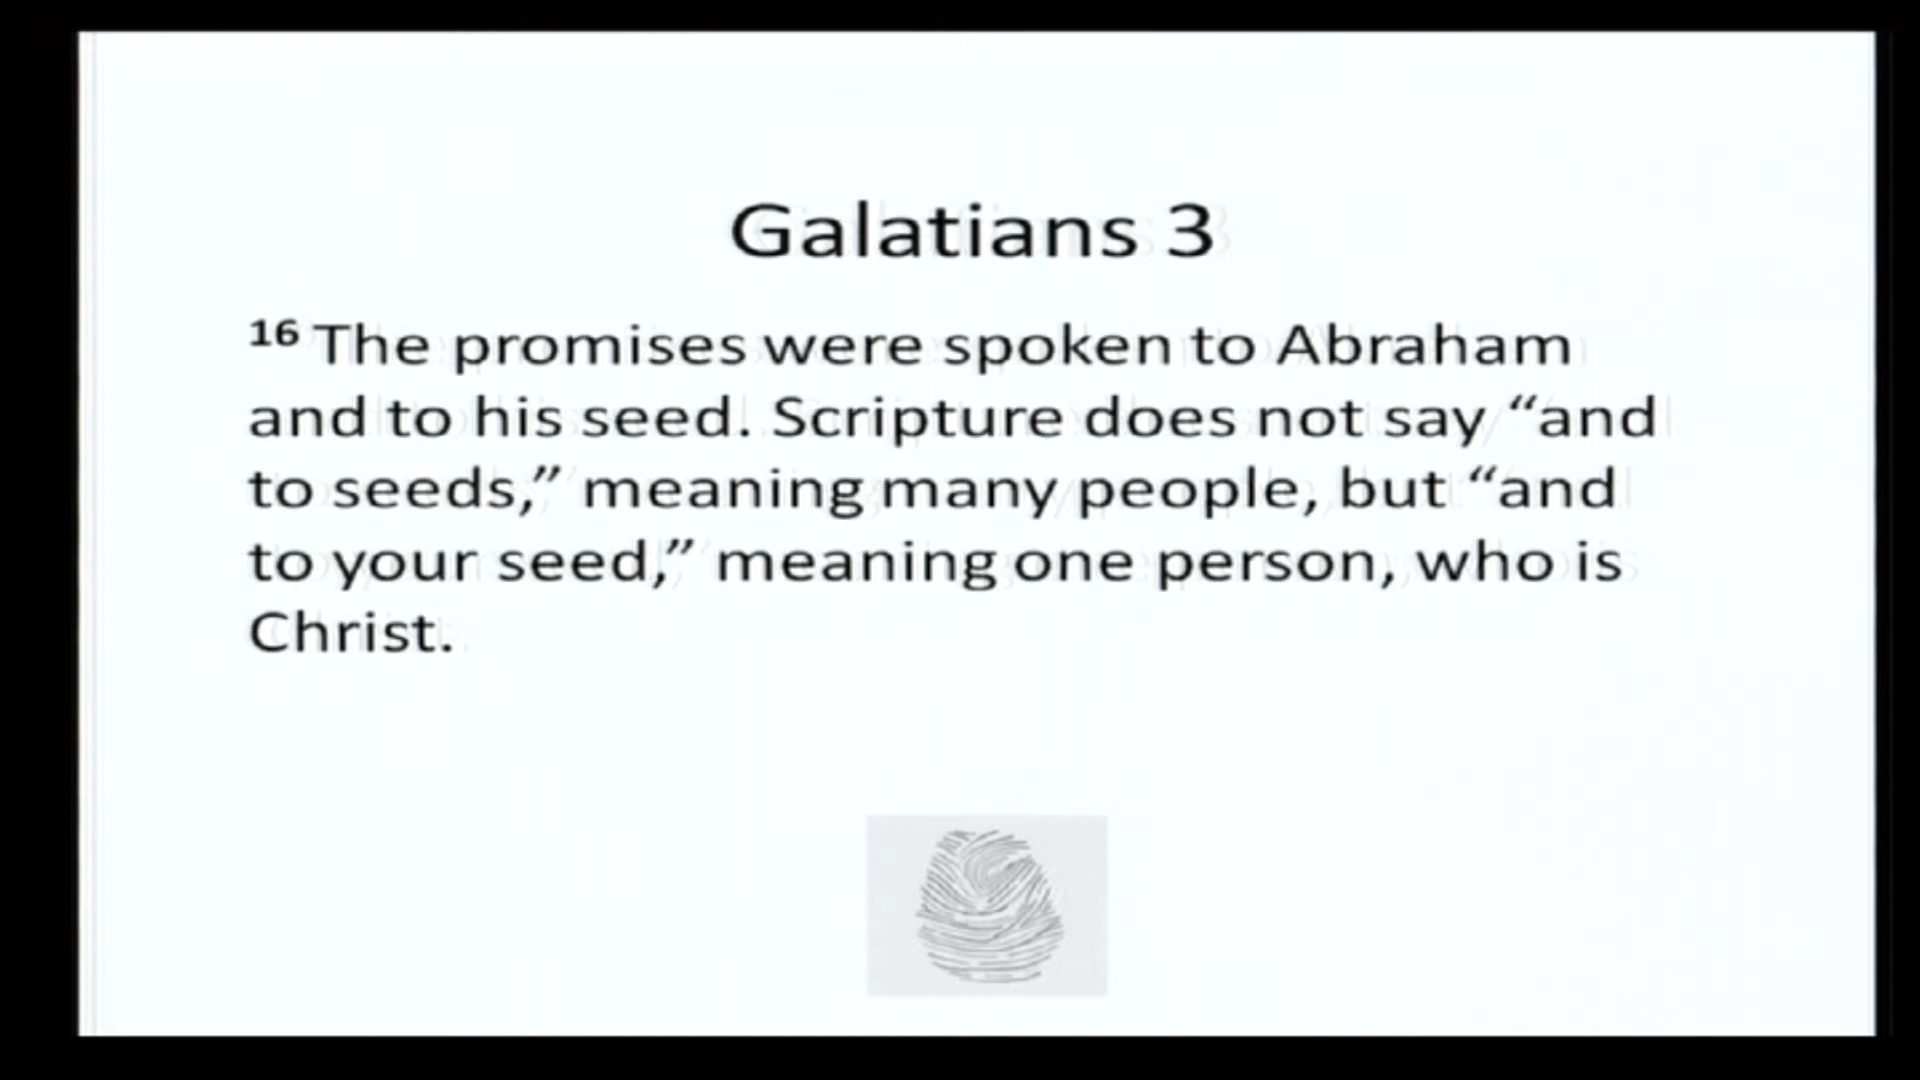 Galatians 3
16 The promises were spoken to Abraham
and to his seed. Scripture does not say “and
to seeds,” meaning many people, but “and
to your seed,” meaning one person, who is
Christ.